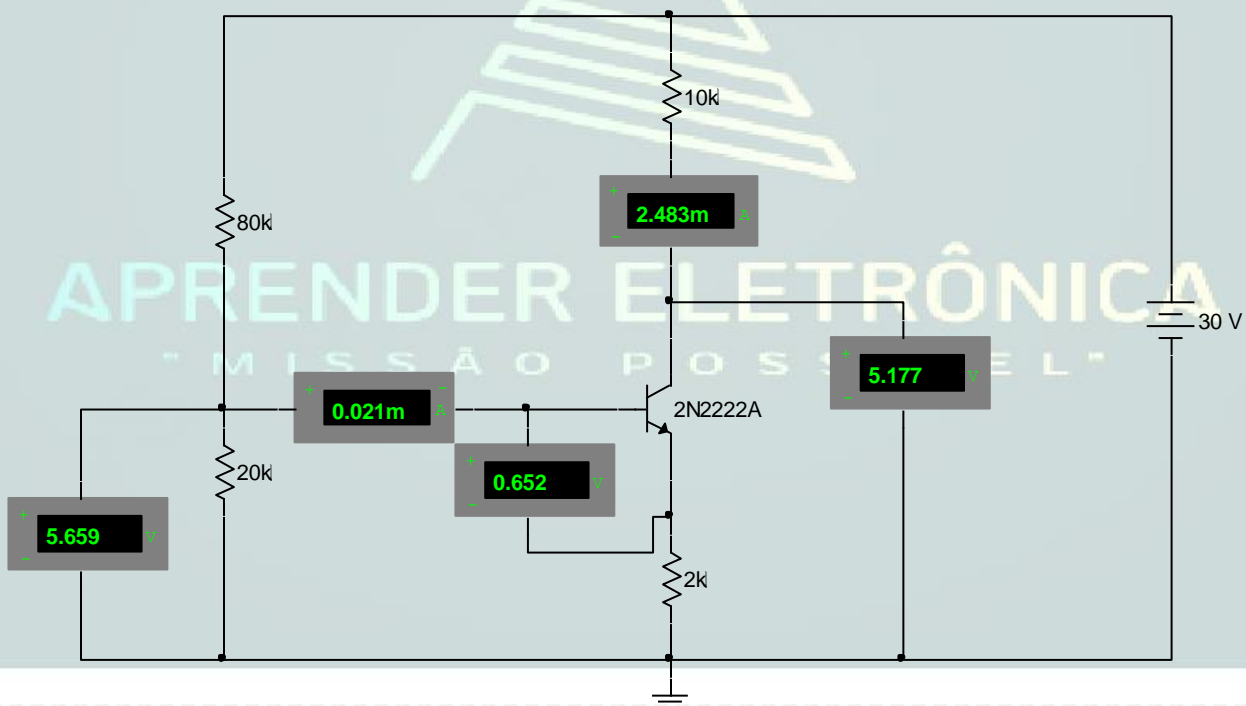 10k
+
2.483m A
-
80k
APRENDER ELETRÔNICA
30 V
"MISSÃO POSSÍVEL"
+
5.177 V
-
+ -
0.021m A
2N2222A
20k
+
0.652 V
-
+
5.659 V
-
2k